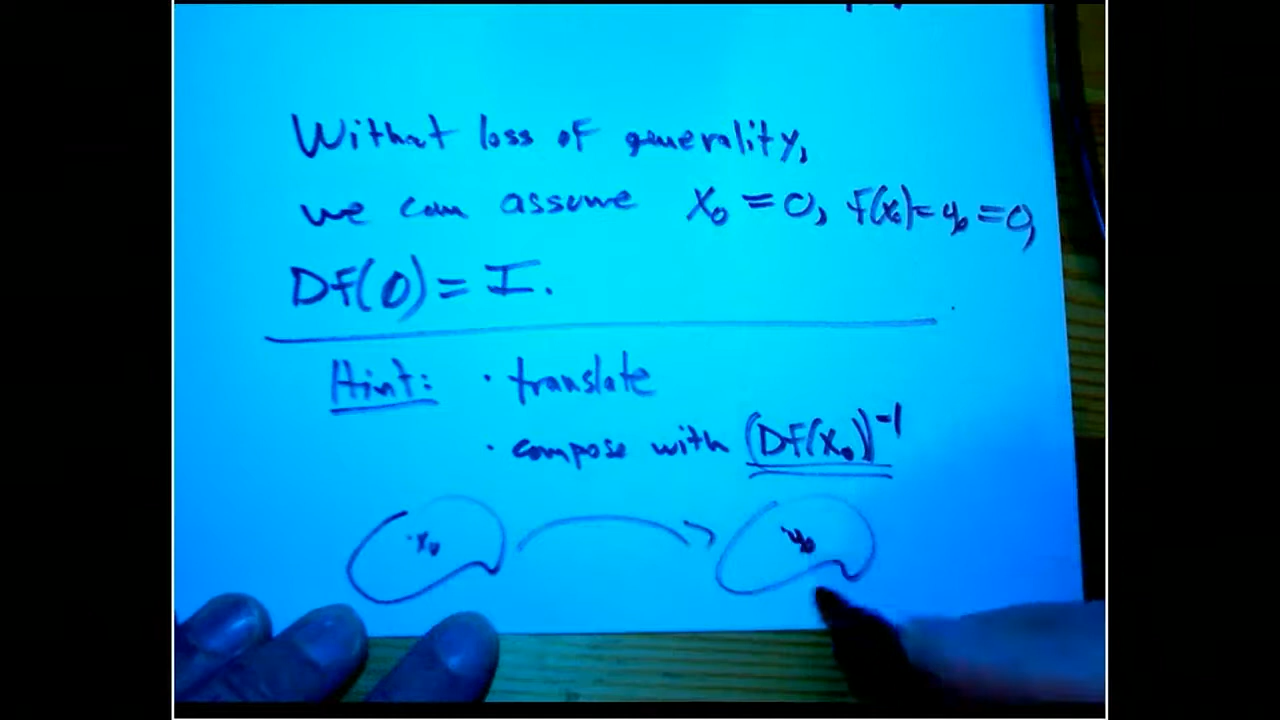 Without loss of generality,
we can assume x₀ = 0, f(x₀) = y₀ = 0,
Df(0) = I.
Hint: · translate
· compose with (Df(x₀))⁻¹
· x₀
· y₀